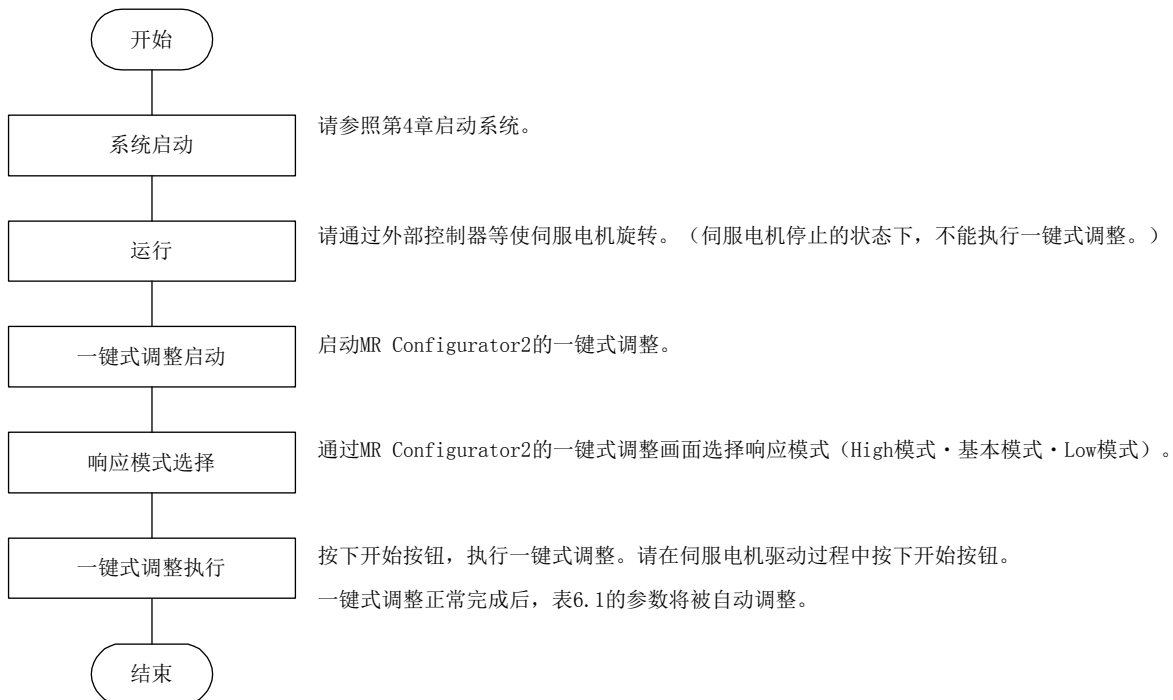 开始
系统启动
请参照第4章启动系统。
运行
请通过外部控制器等使伺服电机旋转。（伺服电机停止的状态下，不能执行一键式调整。）
一键式调整启动
启动MR Configurator2的一键式调整。
响应模式选择
通过MR Configurator2的一键式调整画面选择响应模式（High模式・基本模式・Low模式）。
一键式调整执行
按下开始按钮，执行一键式调整。请在伺服电机驱动过程中按下开始按钮。
一键式调整正常完成后，表6.1的参数将被自动调整。
结束